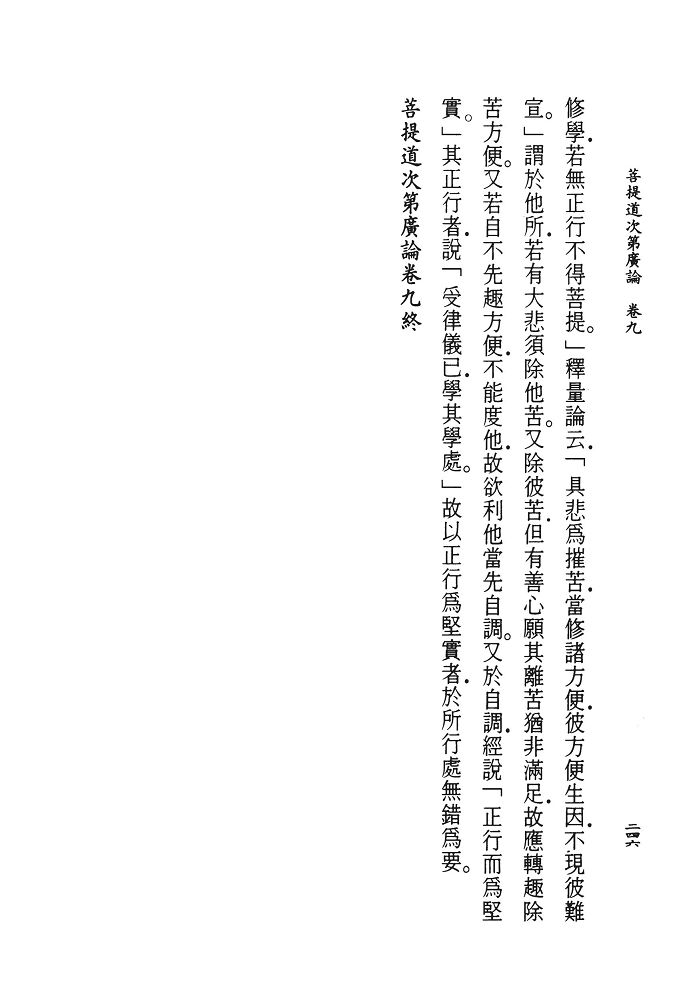 菩提道次第廣論　卷九
二四六
修學．若無正行不得菩提。」釋量論云．「具悲爲摧苦．當修諸方便．彼方便生因．不現彼難
宣。」謂於他所．若有大悲須除他苦。又除彼苦．但有善心願其離苦猶非滿足．故應轉趣除
苦方便。又若自不先趣方便．不能度他．故欲利他當先自調。又於自調．經說「正行而爲堅
實。」其正行者．說「受律儀已．學其學處。」故以正行爲堅實者．於所行處無錯爲要。
菩提道次第廣論卷九終